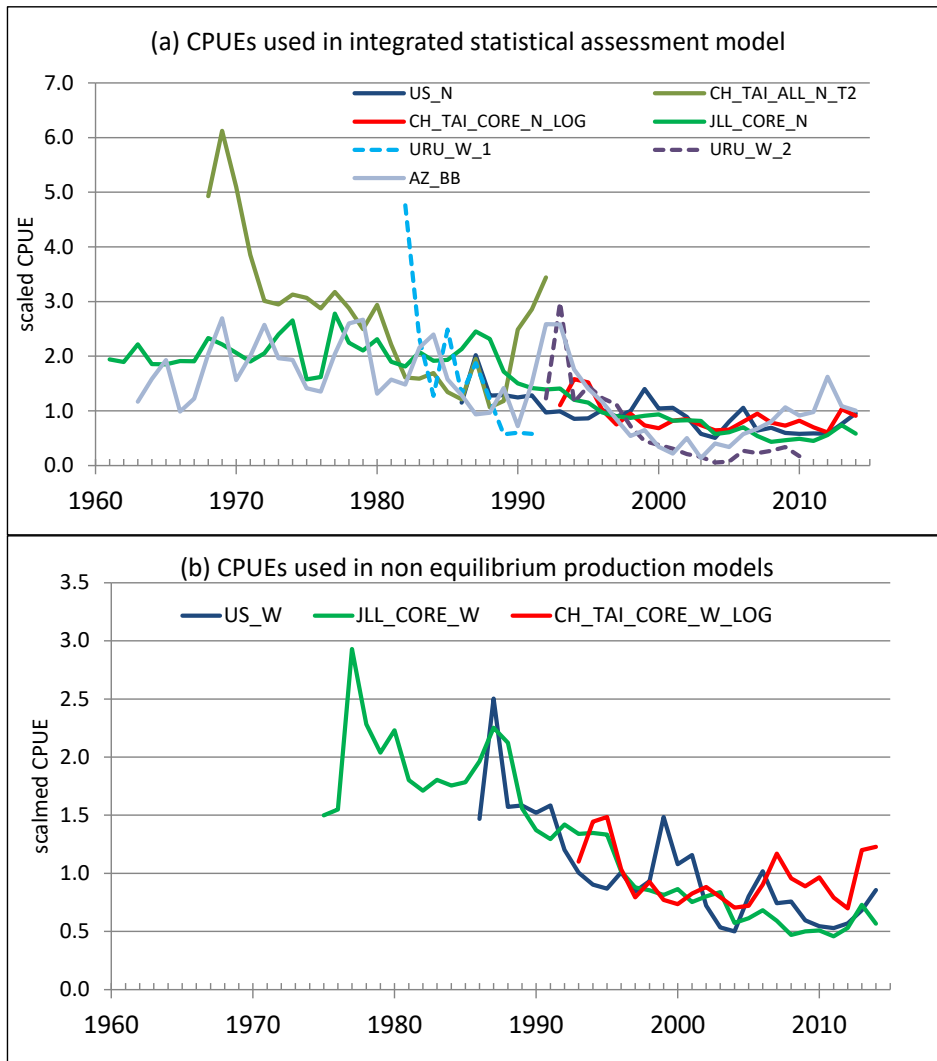 (a) CPUEs used in integrated statistical assessment model
7.0
US_N CH_TAI_ALL_N_T2
6.0
CH_TAI_CORE_N_LOG JLL_CORE_N
URU_W_1 URU_W_2
AZ_BB
5.0
scaled CPUE
4.0
3.0
2.0
1.0
0.0
1960 1970 1980 1990 2000 2010
(b) CPUEs used in non equilibrium production models
3.5
US_W JLL_CORE_W CH_TAI_CORE_W_LOG
3.0
2.5
scalmed CPUE
2.0
1.5
1.0
0.5
0.0
1960 1970 1980 1990 2000 2010